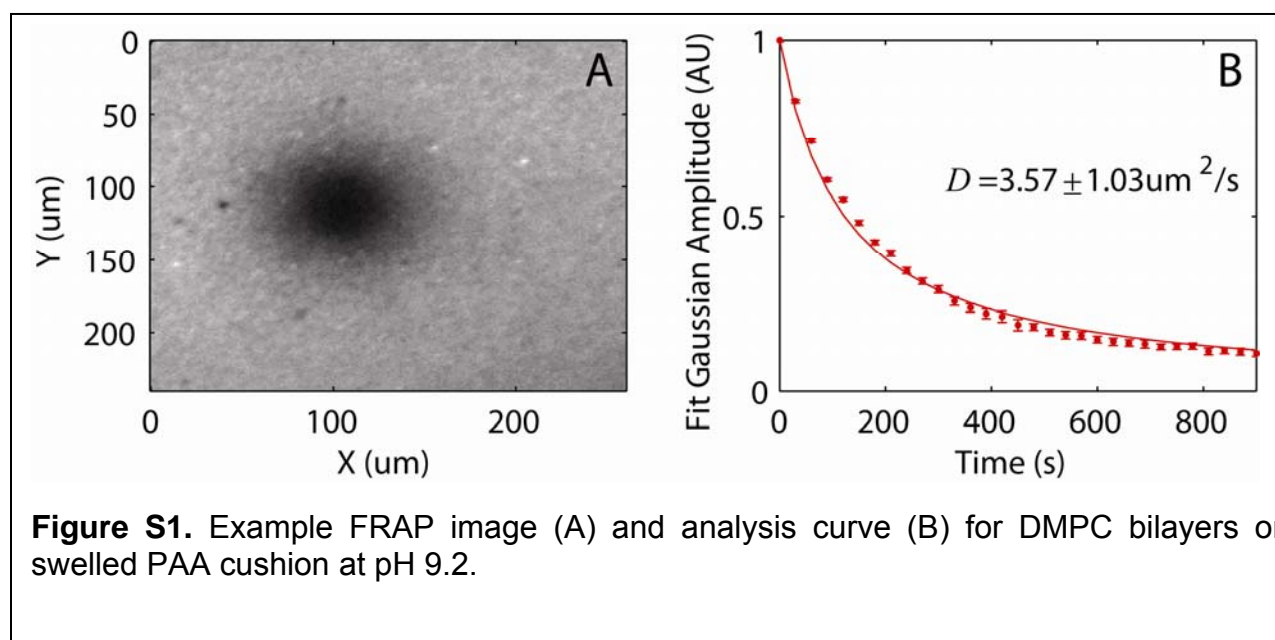 A
0
50
100
150
200
Y (um)
0
100
200
X (um)
B
1
0.5
0
Fit Gaussian Amplitude (AU)
D =3.57 ±1.03um ²/s
0
200
400
600
800
Time (s)
Figure S1. Example FRAP image (A) and analysis curve (B) for DMPC bilayers
swelled PAA cushion at pH 9.2.